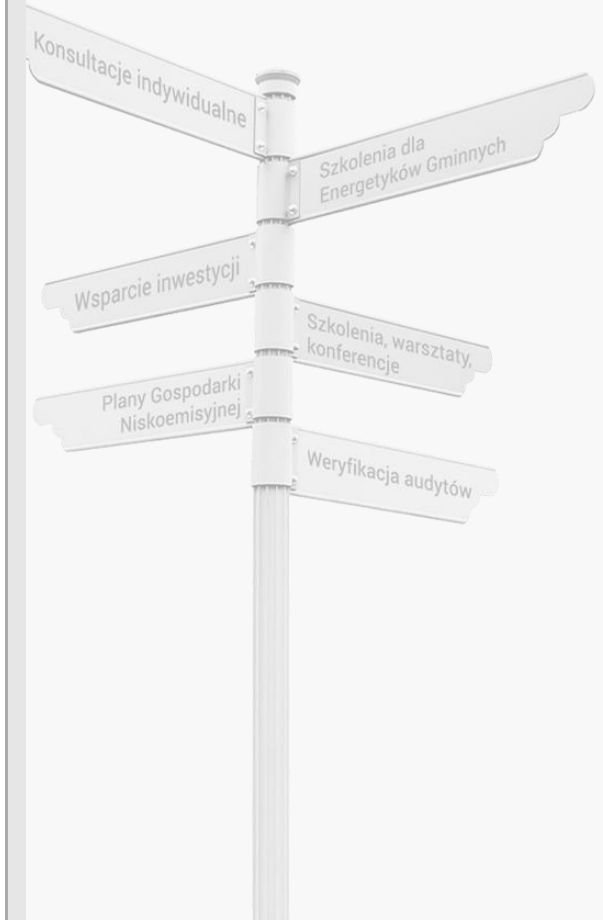 Konsultacje indywidualne
Szkolenia dla
Energetyków Gminnych
Wsparcie inwestycji
Szkolenia, warsztaty,
konferencje
Plany Gospodarki
Niskoemisyjnej
Weryfikacja audytów